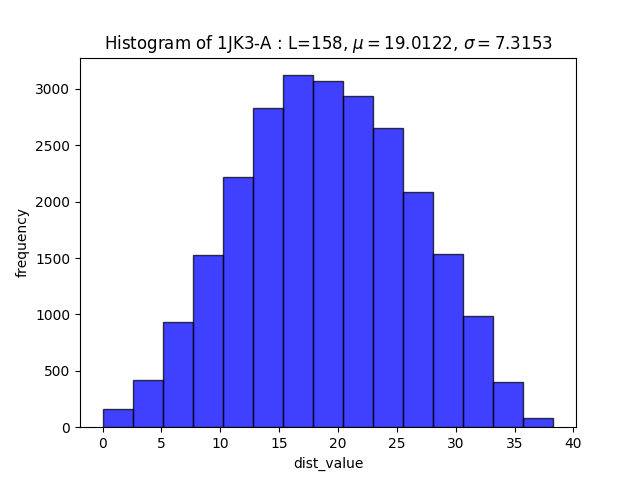 Histogram of 1JK3-A : L=158, μ = 19.0122, σ = 7.3153
frequency
3000
2500
2000
1500
1000
500
0
0 5 10 15 20 25 30 35 40
dist_value